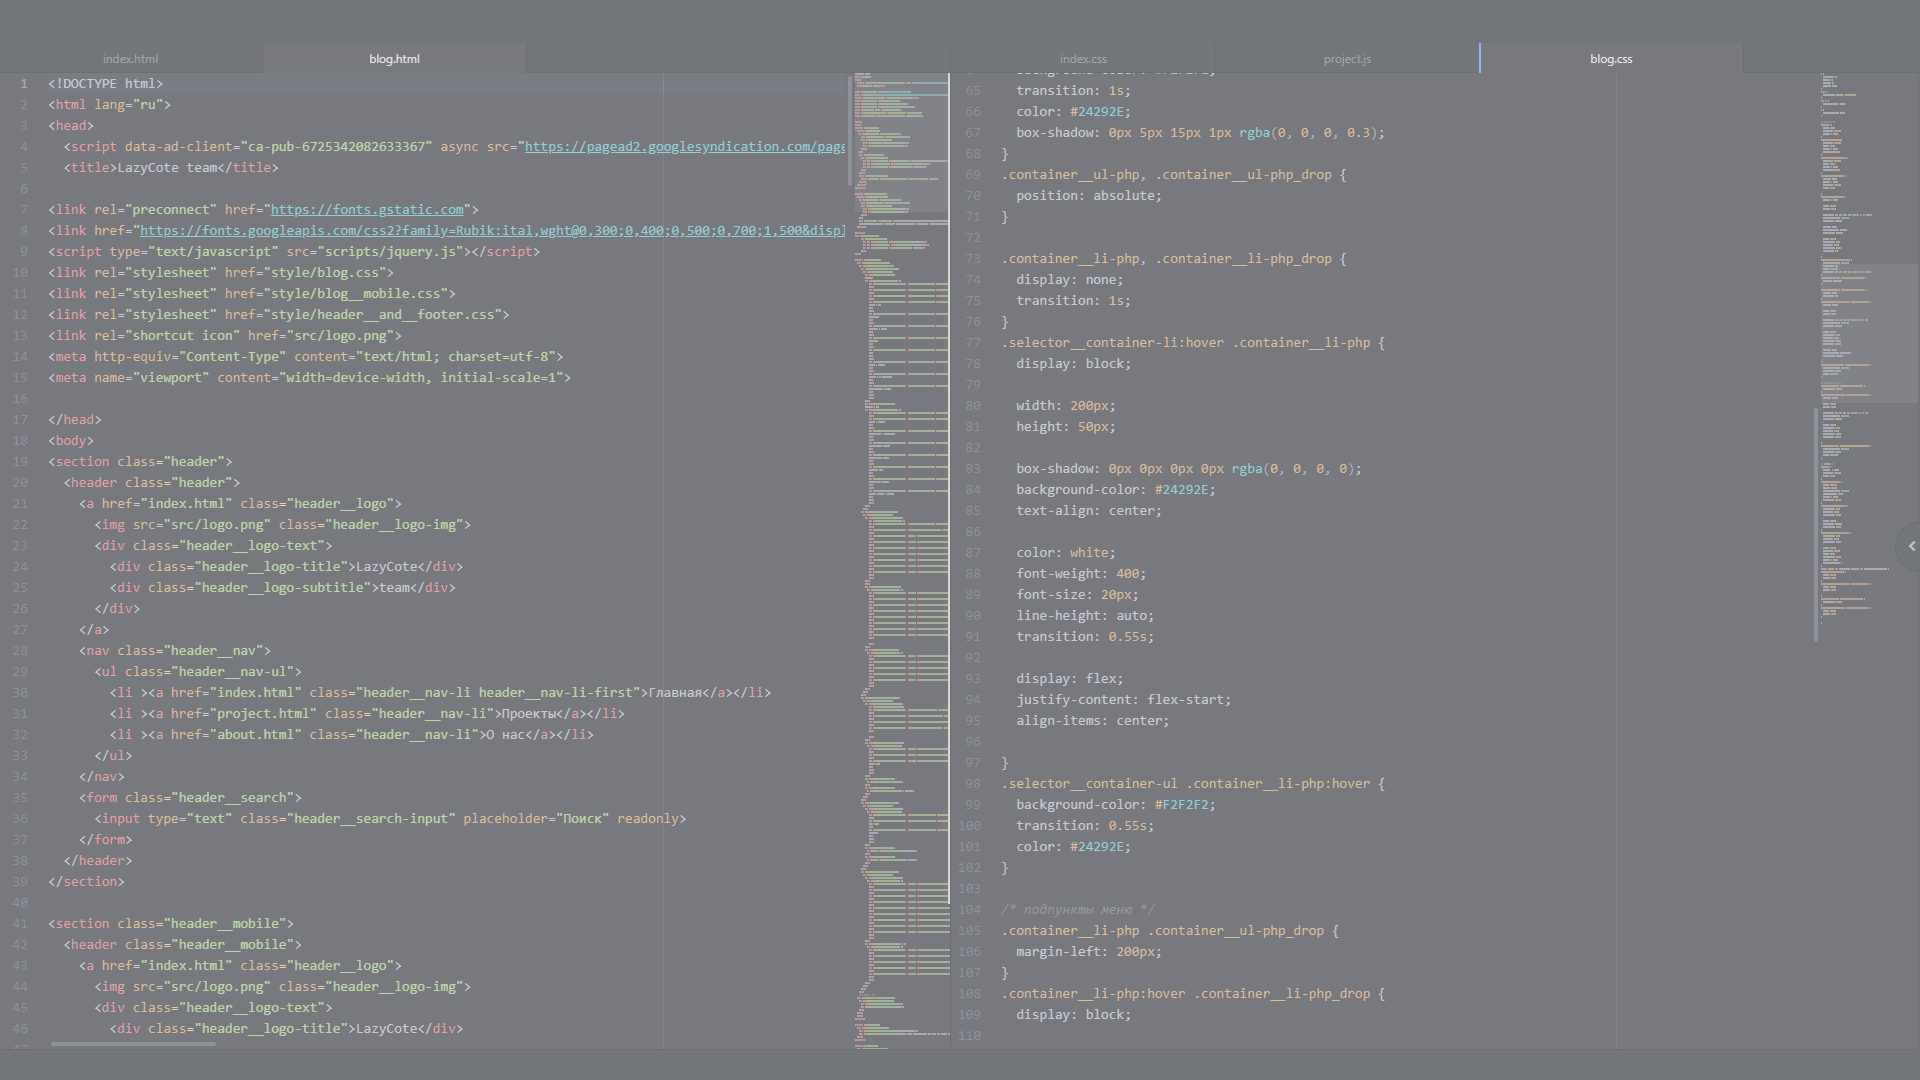 index.html
blog.html
1 <!DOCTYPE html>
2 <html lang="ru">
3 <head>
4 <script data-ad-client="ca-pub-6725342082633367" async src="https://pagead2.googlesyndication.com/page
5 <title>LazyCote team</title>
6
7 <link rel="preconnect" href="https://fonts.gstatic.com">
8 <link href="https://fonts.googleapis.com/css2?family=Rubik:ital,wght@0,300;0,400;0,500;0,700;1,500&displ
9 <script type="text/javascript" src="scripts/jquery.js"></script>
10 <link rel="stylesheet" href="style/blog.css">
11 <link rel="stylesheet" href="style/blog__mobile.css">
12 <link rel="stylesheet" href="style/header__and__footer.css">
13 <link rel="shortcut icon" href="src/logo.png">
14 <meta http-equiv="Content-Type" content="text/html; charset=utf-8">
15 <meta name="viewport" content="width=device-width, initial-scale=1">
16
17 </head>
18 <body>
19 <section class="header">
20 <header class="header">
21 <a href="index.html" class="header__logo">
22 <img src="src/logo.png" class="header__logo-img">
23 <div class="header__logo-text">
24 <div class="header__logo-title">LazyCote</div>
25 <div class="header__logo-subtitle">team</div>
26 </div>
27 </a>
28 <nav class="header__nav">
29 <ul class="header__nav-ul">
30 <li ><a href="index.html" class="header__nav-li header__nav-li-first">Главная</a></li>
31 <li ><a href="project.html" class="header__nav-li">Проекты</a></li>
32 <li ><a href="about.html" class="header__nav-li">О нас</a></li>
33 </ul>
34 </nav>
35 <form class="header__search">
36 <input type="text" class="header__search-input" placeholder="Поиск" readonly>
37 </form>
38 </header>
39 </section>
40
41 <section class="header__mobile">
42 <header class="header__mobile">
43 <a href="index.html" class="header__logo">
44 <img src="src/logo.png" class="header__logo-img">
45 <div class="header__logo-text">
46 <div class="header__logo-title">LazyCote</div>
index.css
project.js
blog.css
65 transition: 1s;
66 color: #24292E;
67 box-shadow: 0px 5px 15px 1px rgba(0, 0, 0, 0.3);
68 }
69 .container__ul-php, .container__ul-php_drop {
70 position: absolute;
71 }
72
73 .container__li-php, .container__li-php_drop {
74 display: none;
75 transition: 1s;
76 }
77 .selector__container-li:hover .container__li-php {
78 display: block;
79
80 width: 200px;
81 height: 50px;
82
83 box-shadow: 0px 0px 0px 0px rgba(0, 0, 0, 0);
84 background-color: #24292E;
85 text-align: center;
86
87 color: white;
88 font-weight: 400;
89 font-size: 20px;
90 line-height: auto;
91 transition: 0.55s;
92
93 display: flex;
94 justify-content: flex-start;
95 align-items: center;
96
97 }
98 .selector__container-ul .container__li-php:hover {
99 background-color: #F2F2F2;
100 transition: 0.55s;
101 color: #24292E;
102 }
103
104 /* подпункты меню */
105 .container__li-php .container__ul-php_drop {
106 margin-left: 200px;
107 }
108 .container__li-php:hover .container__li-php_drop {
109 display: block;
110